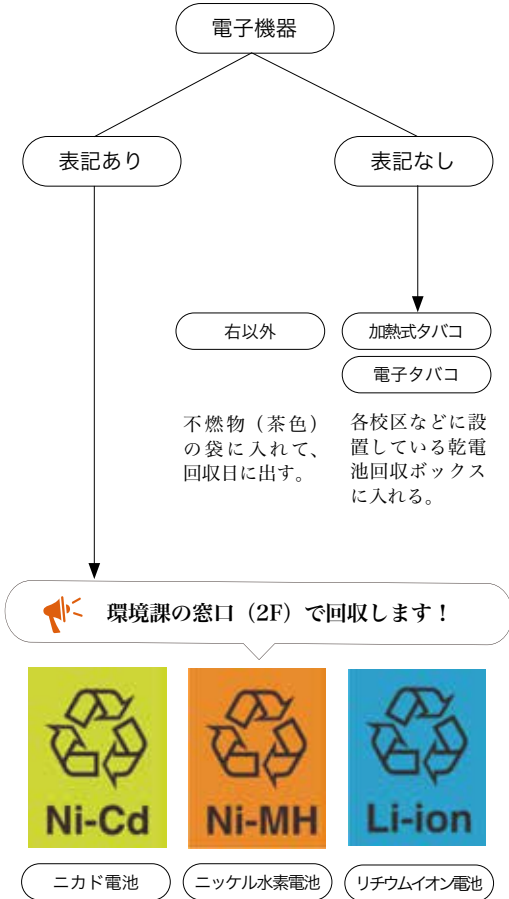 電子機器
表記あり
表記なし
右以外
加熱式タバコ
電子タバコ
不燃物（茶色）
の袋に入れて、
回収日に出す。
各校区などに設
置している乾電
池回収ボックス
に入れる。
環境課の窓口（2F）で回収します！
Ni-Cd
Ni-MH
Li-ion
ニカド電池
ニッケル水素電池
リチウムイオン電池